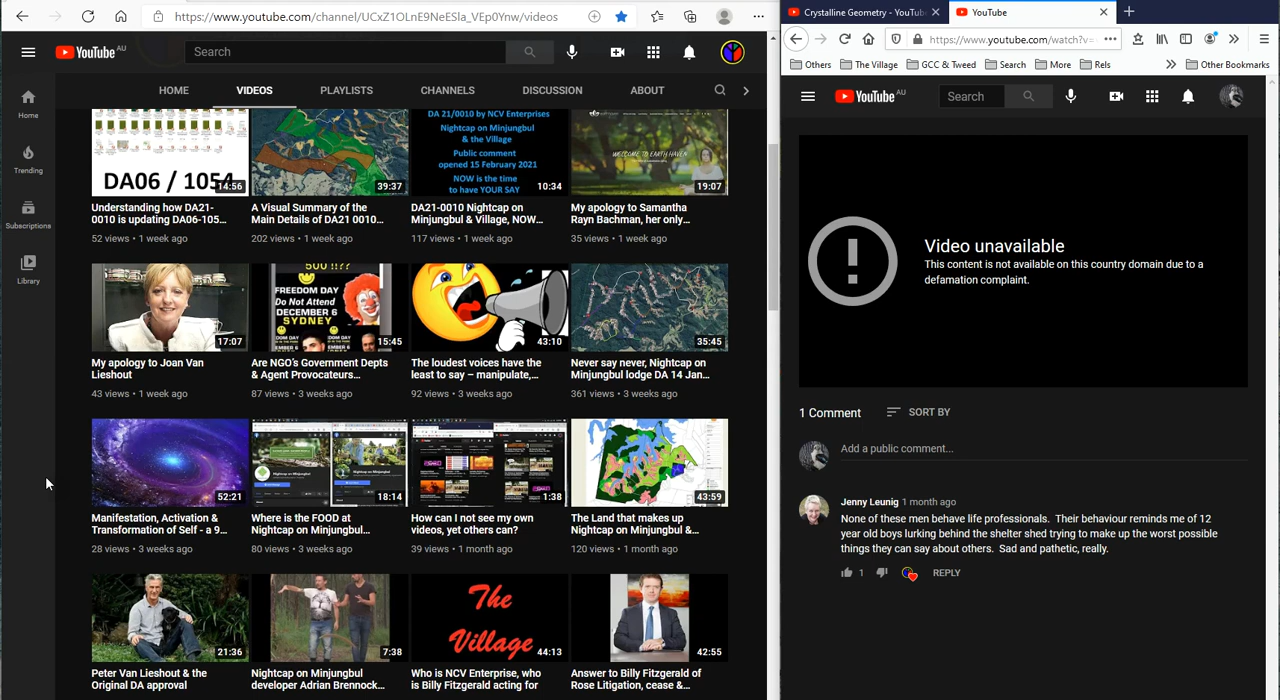 https://www.youtube.com/channel/UCxZ1OLnE9NeESla_VEp0Ynw/videos
YouTube AU
Search
HOME VIDEOS PLAYLISTS CHANNELS DISCUSSION ABOUT
Home
Trending
Subscriptions
Library
DA06 / 1054
14:56
39:37
DA 21/0010 by NCV Enterprises
Nightcap on Minjungbul
& the Village
Public comment
opened 15 February 2021
NOW is the time
to have YOUR SAY
10:34
WELCOME TO EARTH HAVEN
19:07
Understanding how DA21-
0010 is updating DA06-105...
52 views • 1 week ago
A Visual Summary of the
Main Details of DA21 0010...
202 views • 1 week ago
DA21-0010 Nightcap on
Minjungbul & Village, NOW...
117 views • 1 week ago
My apology to Samantha
Rayn Bachman, her only...
35 views • 1 week ago
17:07
500 !!??
FREEDOM DAY
Do Not Attend
DECEMBER 6
SYDNEY
FREEDOM DAY
DECEMBER 6
15:45
43:10
35:45
My apology to Joan Van
Lieshout
43 views • 1 week ago
Are NGO's Government Depts
& Agent Provocateurs...
87 views • 3 weeks ago
The loudest voices have the
least to say – manipulate,...
92 views • 3 weeks ago
Never say never, Nightcap on
Minjungbul lodge DA 14 Jan...
361 views • 3 weeks ago
52:21
Nightcap on Minjungbul
Nightcap on Minjungbul
18:14
1:38
43:59
Manifestation, Activation &
Transformation of Self - a 9...
28 views • 3 weeks ago
Where is the FOOD at
Nightcap on Minjungbul...
80 views • 3 weeks ago
How can I not see my own
videos, yet others can?
39 views • 1 month ago
The Land that makes up
Nightcap on Minjungbul &...
120 views • 1 month ago
21:36
7:38
The
Village
44:13
42:55
Peter Van Lieshout & the
Original DA approval
Nightcap on Minjungbul
developer Adrian Brennock...
Who is NCV Enterprise, who
is Billy Fitzgerald acting for
Answer to Billy Fitzgerald of
Rose Litigation, cease &...
Crystalline Geometry - YouTub
YouTube
https://www.youtube.com/watch?v=
Others The Village GCC & Tweed Search More Rels Other Bookmarks
YouTube AU
Search
Video unavailable
This content is not available on this country domain due to a
defamation complaint.
1 Comment SORT BY
Add a public comment...
Jenny Leunig 1 month ago
None of these men behave life professionals. Their behaviour reminds me of 12
year old boys lurking behind the shelter shed trying to make up the worst possible
things they can say about others. Sad and pathetic, really.
1 REPLY